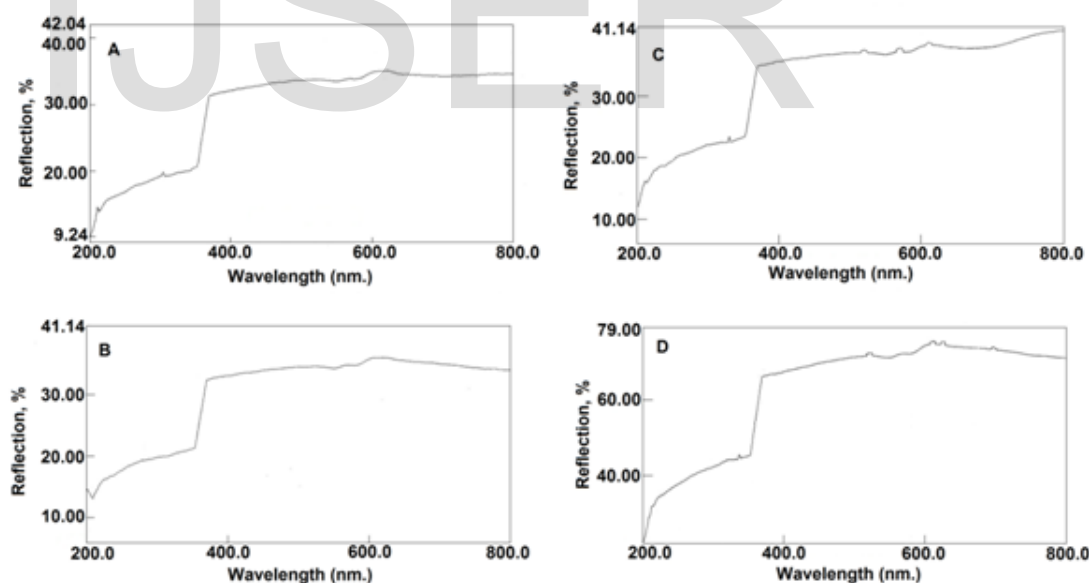 IJSER
A
42.04
40.00
30.00
20.00
9.24
Reflection, %
200.0 400.0 600.0 800.0
Wavelength (nm.)
C
41.14
30.00
20.00
10.00
Reflection, %
200.0 400.0 600.0 800.0
Wavelength (nm.)
B
41.14
30.00
20.00
10.00
Reflection, %
200.0 400.0 600.0 800.0
Wavelength (nm.)
D
79.00
60.00
40.00
Reflection, %
200.0 400.0 600.0 800.0
Wavelength (nm.)